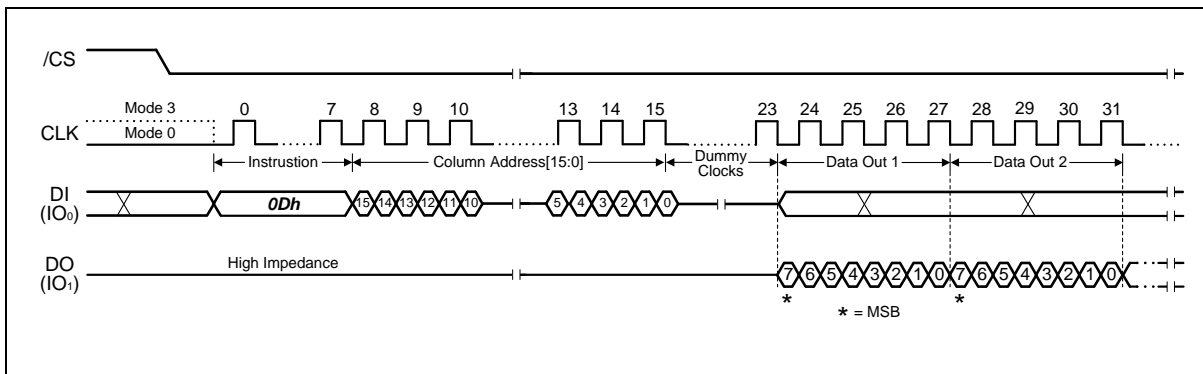 /CS
Mode 3
0 7 8 9 10 13 14 15 23 24 25 26 27 28 29 30 31
CLK
Mode 0
Instrustion
Column Address[15:0]
Dummy
Clocks
Data Out 1
Data Out 2
DI
(IO₀)
0Dh
15 14 13 12 11 10 5 4 3 2 1 0
High Impedance
DO
(IO₁)
7 6 5 4 3 2 1 0 7 6 5 4 3 2 1 0
* *
* = MSB